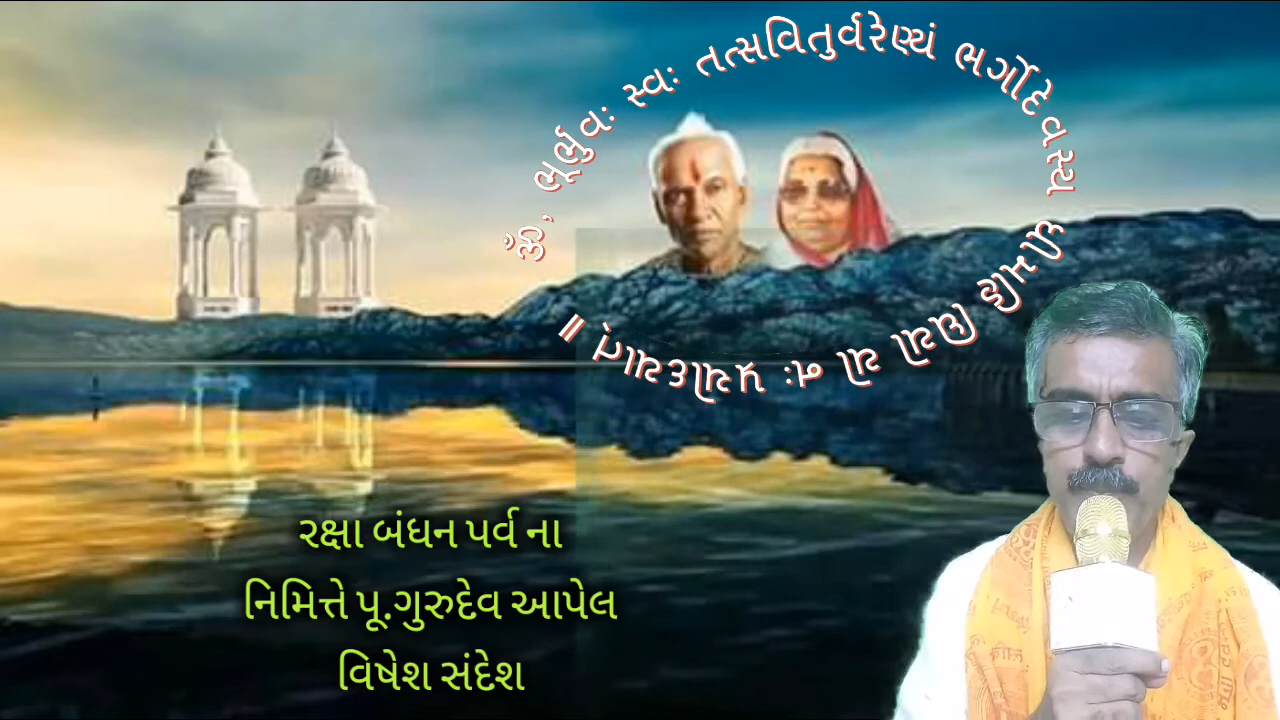 ૐ, ભૂર્ભુવઃ સ્વઃ તત્સવિતુર્વરેણ્યં ભર્ગોદેવસ્ય ધીમહિ ધિયો યો નઃ પ્રચોદયાત્ ॥
રક્ષા બંધન પર્વ ના
નિમિત્તે પૂ.ગુરુદેવ આપેલ
વિષેશ સંદેશ